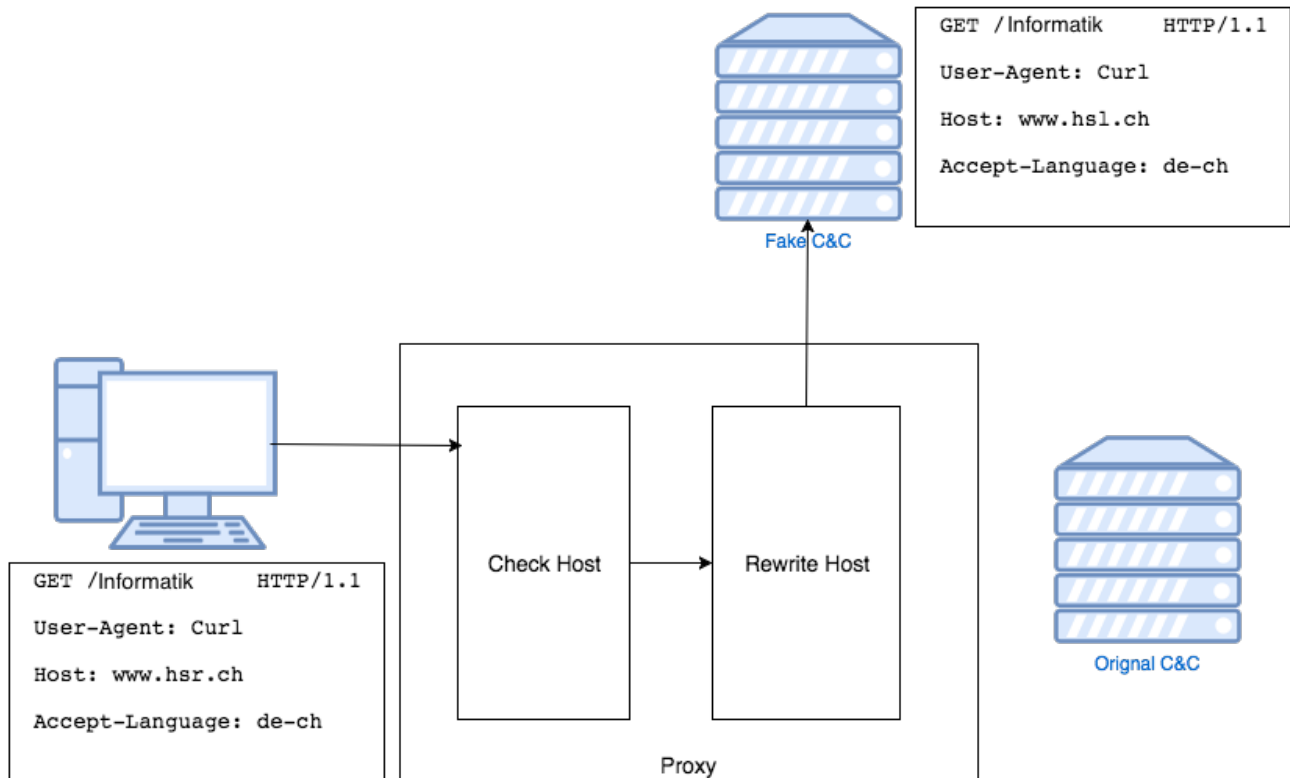 GET /Informatik HTTP/1.1
User-Agent: Curl
Host: www.hsl.ch
Accept-Language: de-ch
Fake C&C
Check Host
Rewrite Host
GET /Informatik HTTP/1.1
User-Agent: Curl
Host: www.hsr.ch
Accept-Language: de-ch
Orignal C&C
Proxy